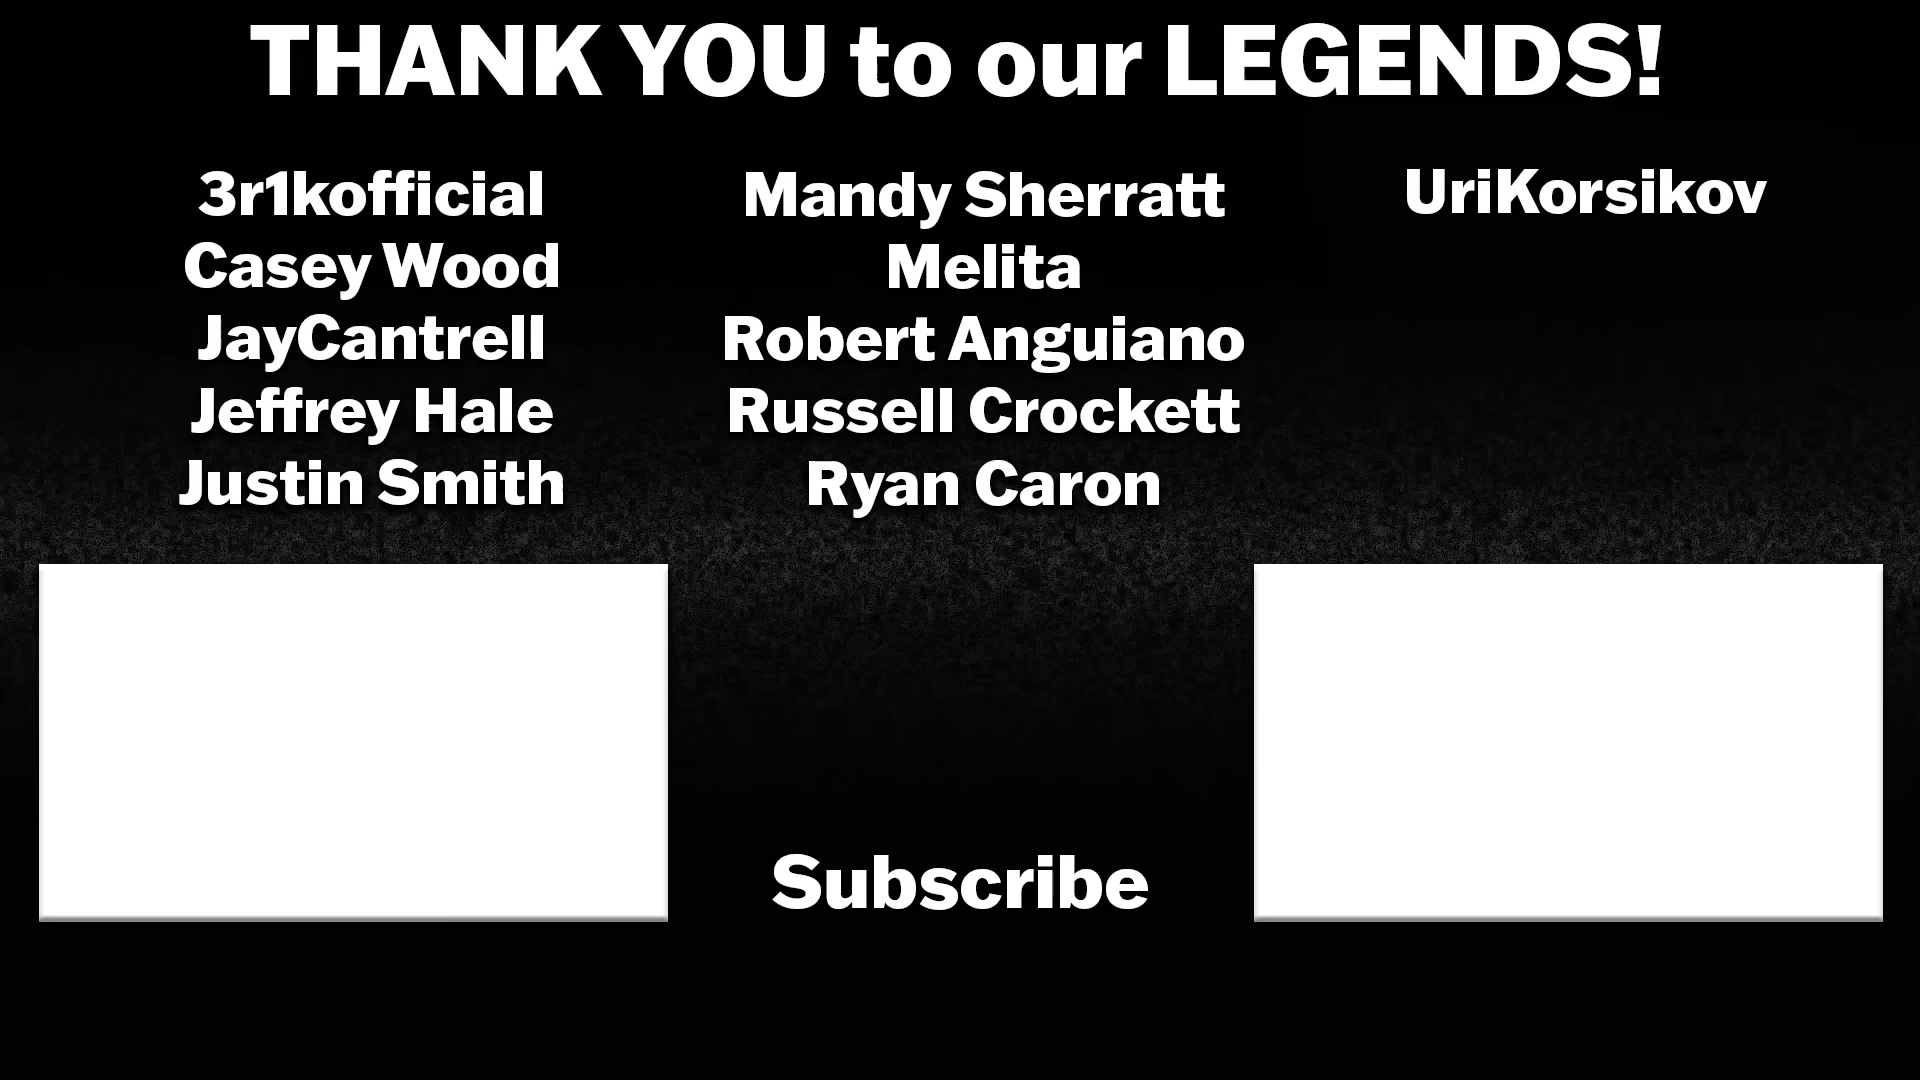 THANK YOU to our LEGENDS!
3r1kofficial
Casey Wood
JayCantrell
Jeffrey Hale
Justin Smith
Mandy Sherratt
Melita
Robert Anguiano
Russell Crockett
Ryan Caron
UriKorsikov
Subscribe